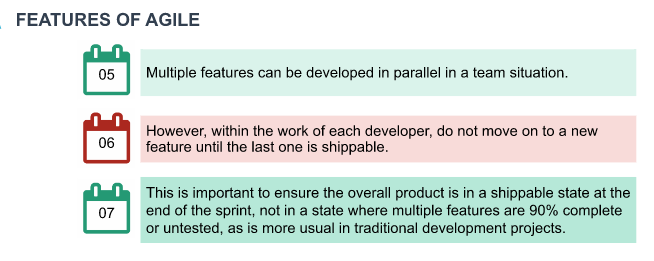 FEATURES OF AGILE
05
Multiple features can be developed in parallel in a team situation.
06
However, within the work of each developer, do not move on to a new
feature until the last one is shippable.
07
This is important to ensure the overall product is in a shippable state at the
end of the sprint, not in a state where multiple features are 90% complete
or untested, as is more usual in traditional development projects.